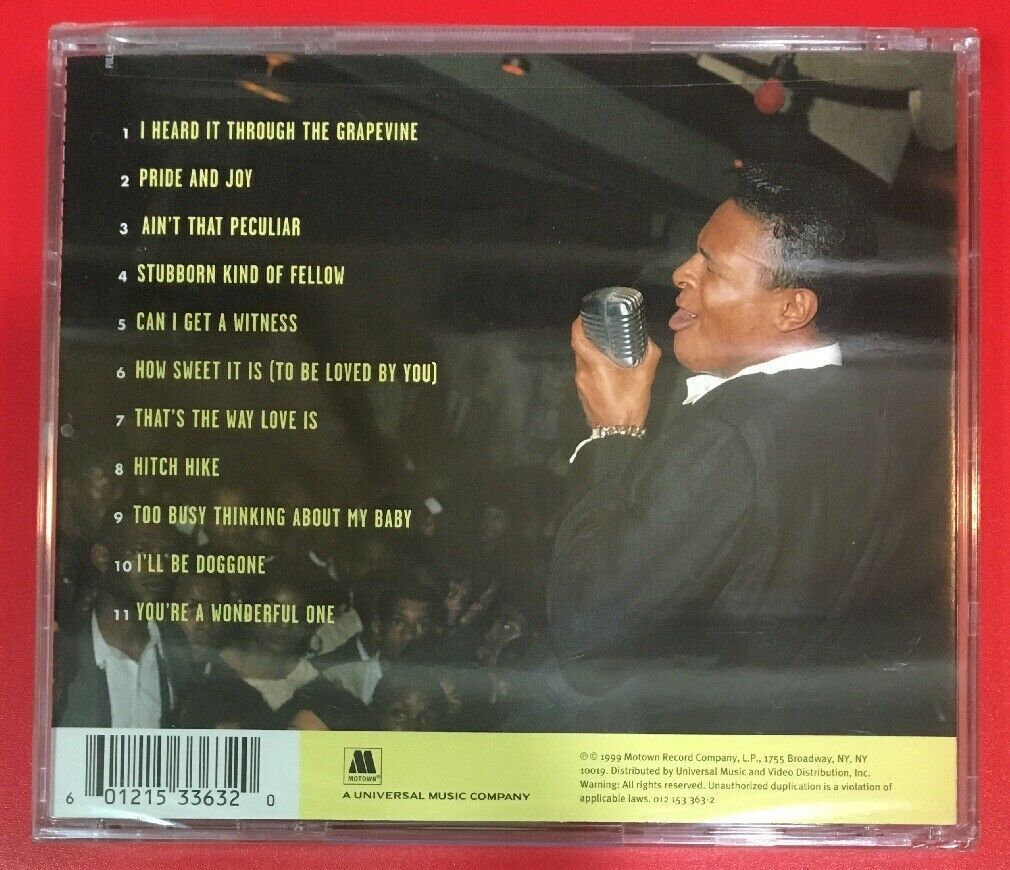 1 I HEARD IT THROUGH THE GRAPEVINE
2 PRIDE AND JOY
3 AIN'T THAT PECULIAR
4 STUBBORN KIND OF FELLOW
5 CAN I GET A WITNESS
6 HOW SWEET IT IS (TO BE LOVED BY YOU)
7 THAT'S THE WAY LOVE IS
8 HITCH HIKE
9 TOO BUSY THINKING ABOUT MY BABY
10 I'LL BE DOGGONE
11 YOU'RE A WONDERFUL ONE
6 01215 33632 0
M
MOTOWN®
A UNIVERSAL MUSIC COMPANY
℗ © 1999 Motown Record Company, L.P., 1755 Broadway, NY, NY
10019. Distributed by Universal Music and Video Distribution, Inc.
Warning: All rights reserved. Unauthorized duplication is a violation of
applicable laws. 012 153 363-2